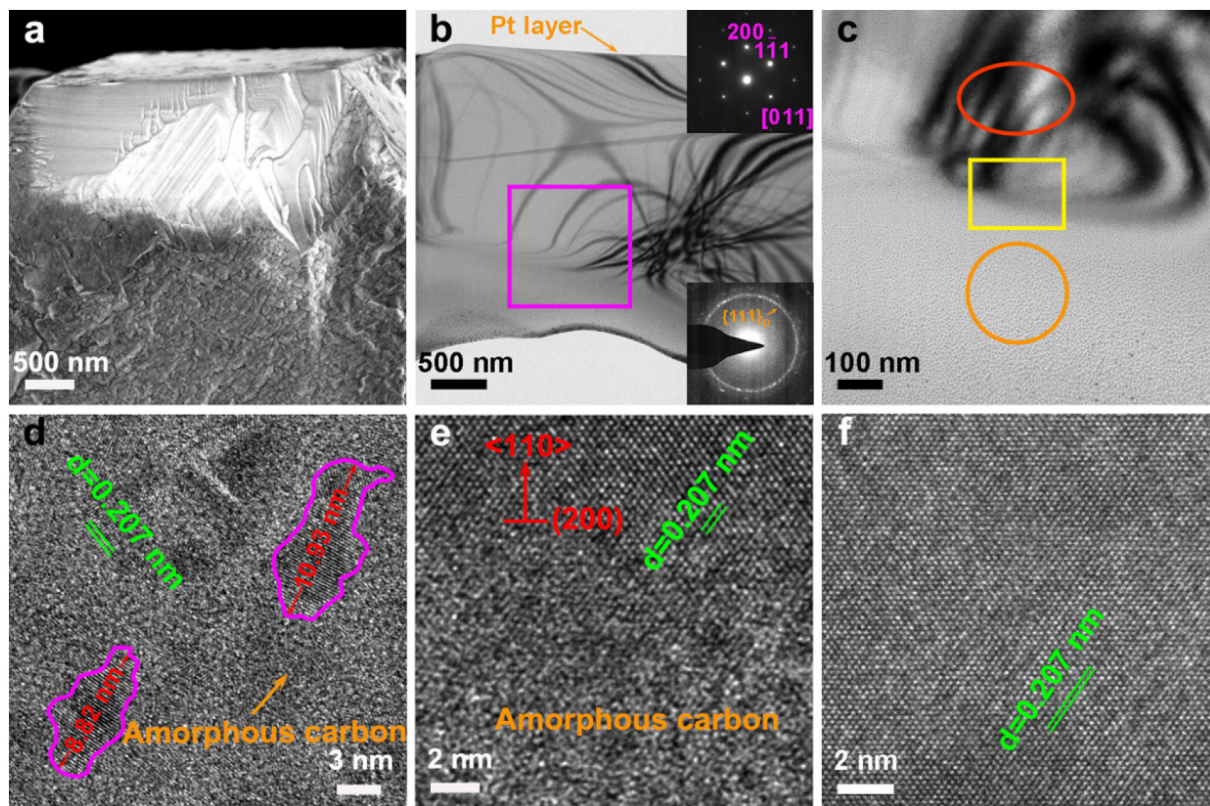 a
500 nm
b
Pt layer
200
1̄11̄
[011]
{111}D
500 nm
c
100 nm
d
d=0.207 nm
10.93 nm
8.82 nm
Amorphous carbon
3 nm
e
<110>
(200)
d=0.207 nm
Amorphous carbon
2 nm
f
d=0.207 nm
2 nm